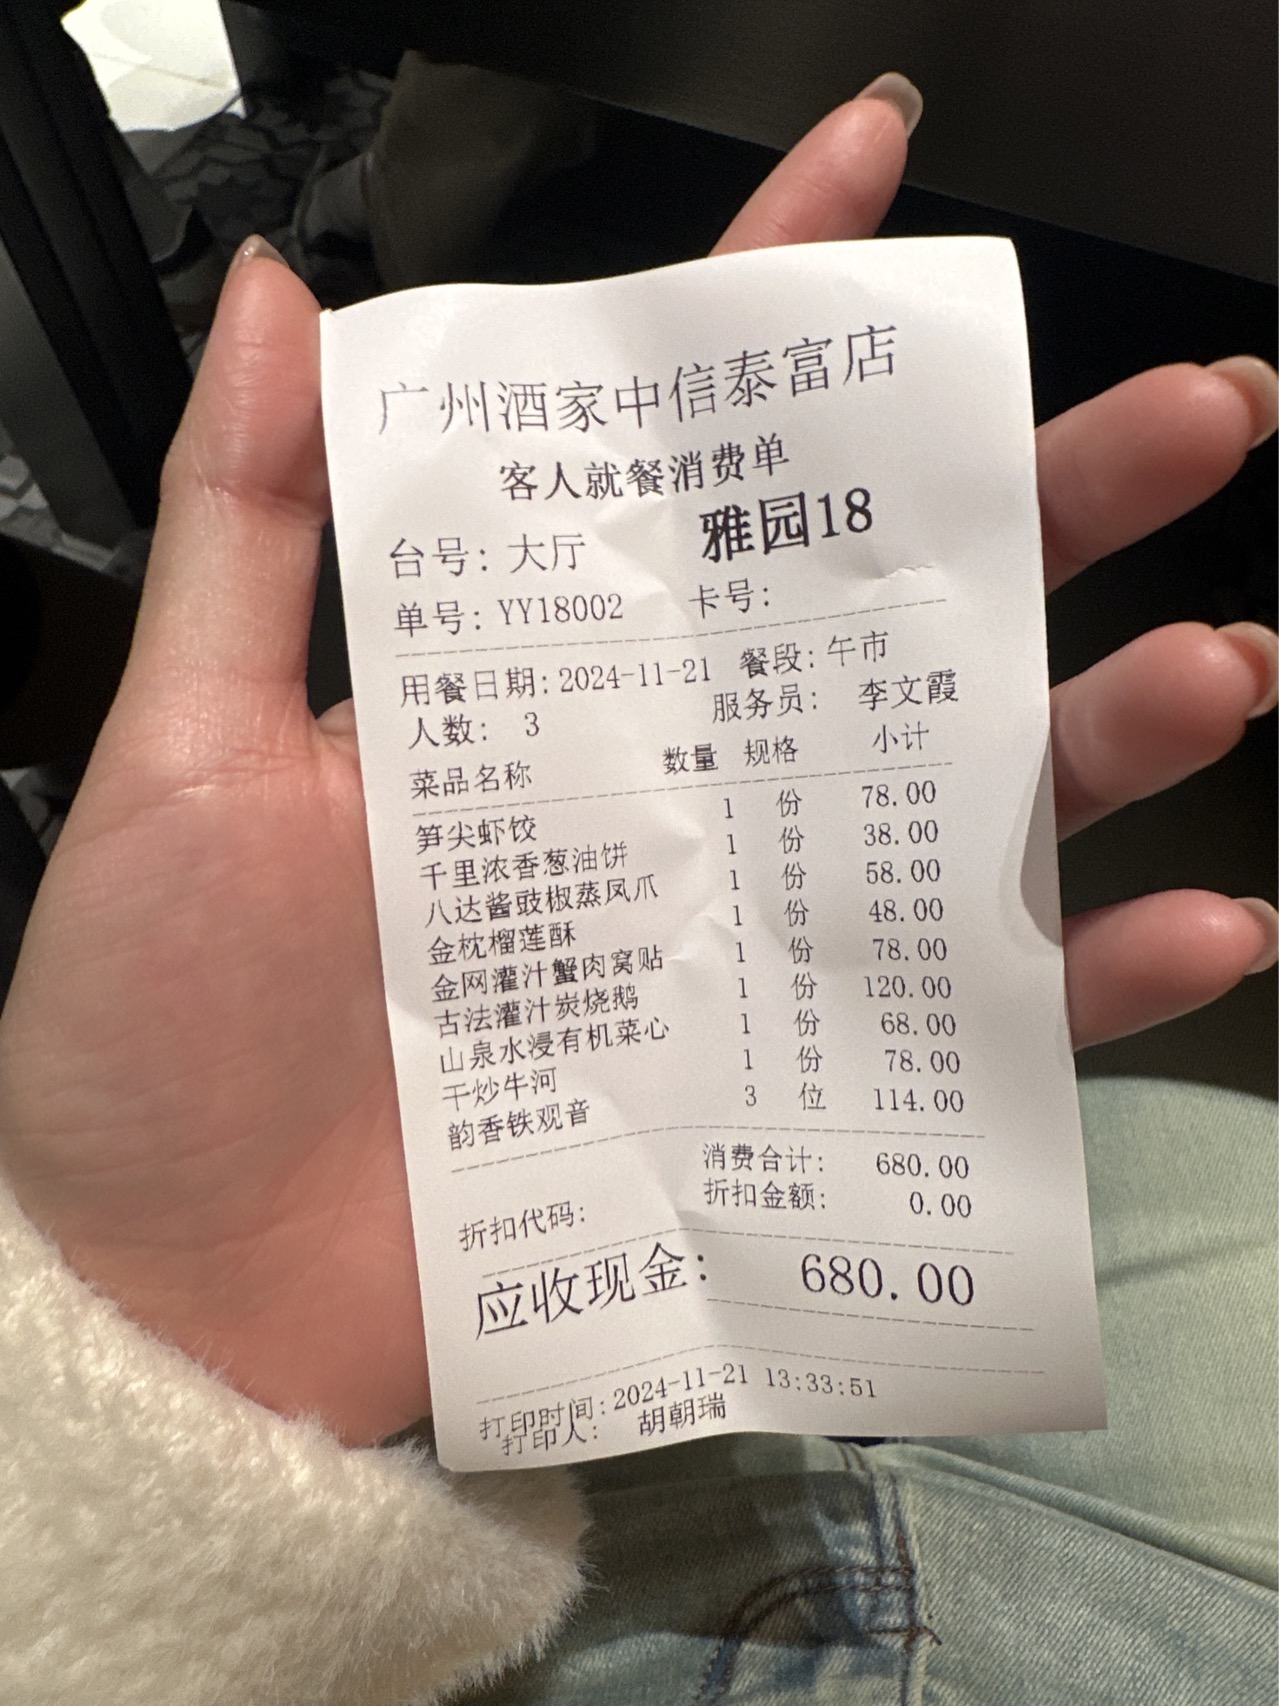 广州酒家中信泰富店
客人就餐消费单
台号: 大厅 雅园18
单号: YY18002 卡号:
用餐日期: 2024-11-21 餐段: 午市
人数: 3 服务员: 李文霞
菜品名称 数量 规格 小计
笋尖虾饺 1 份 78.00
千里浓香葱油饼 1 份 38.00
八达酱豉椒蒸凤爪 1 份 58.00
金枕榴莲酥 1 份 48.00
金网灌汁蟹肉窝贴 1 份 78.00
古法灌汁炭烧鹅 1 份 120.00
山泉水浸有机菜心 1 份 68.00
干炒牛河 1 份 78.00
韵香铁观音 3 位 114.00
消费合计: 680.00
折扣代码: 折扣金额: 0.00
应收现金: 680.00
打印时间: 2024-11-21 13:33:51
打印人: 胡朝瑞